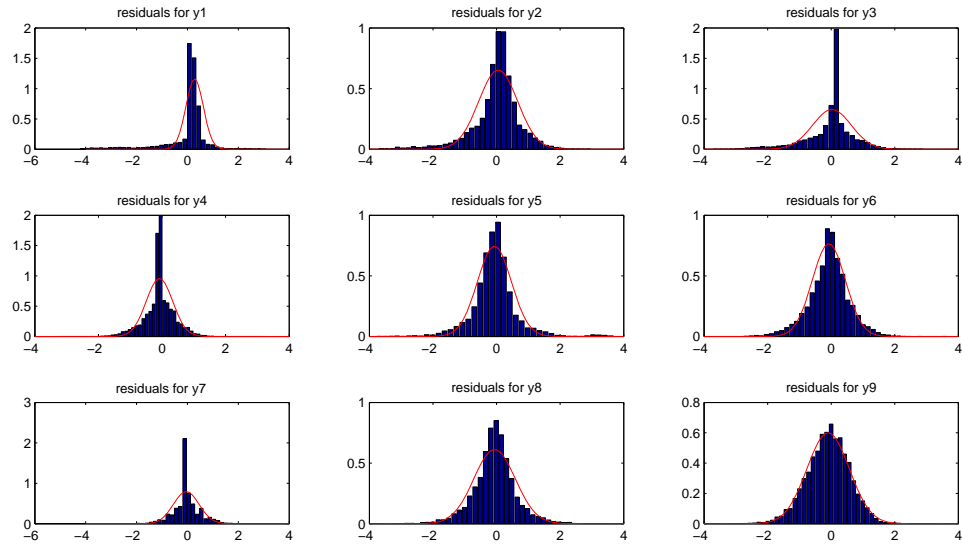 residuals for y1
residuals for y2
residuals for y3
2
1.5
1
0.5
0
−6 −4 −2 0 2 4
1
0.5
0
−4 −2 0 2 4
2
1.5
1
0.5
0
−4 −2 0 2 4
residuals for y4
residuals for y5
residuals for y6
2
1.5
1
0.5
0
−4 −2 0 2 4
1
0.5
0
−4 −2 0 2 4
1
0.5
0
−4 −2 0 2 4
residuals for y7
residuals for y8
residuals for y9
3
2
1
0
−6 −4 −2 0 2 4
1
0.5
0
−4 −2 0 2 4
0.8
0.6
0.4
0.2
0
−4 −2 0 2 4